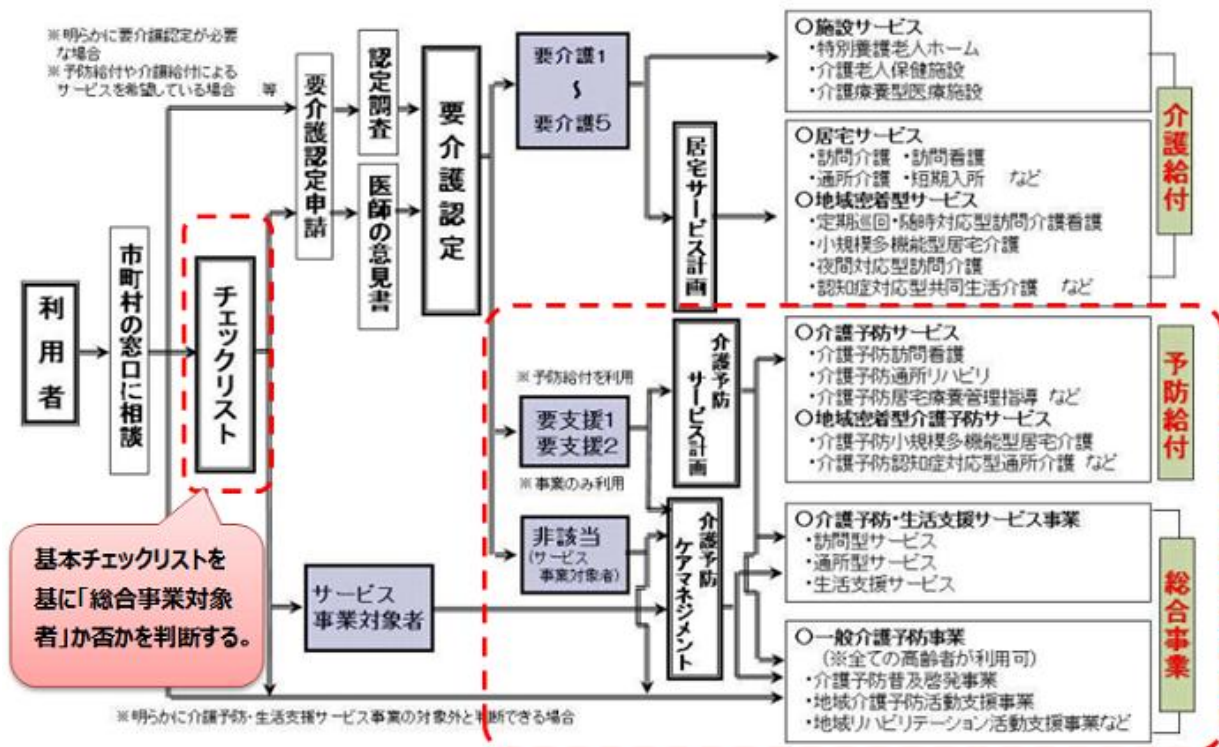 ※明らかに要介護認定が必要
な場合
※予防給付や介護給付による
サービスを希望している場合 等
利用者
市町村の窓口に相談
チェックリスト
基本チェックリストを
基に「総合事業対象
者」か否かを判断する。
要介護認定申請
認定調査
医師の意見書
要介護認定
要介護1
〜
要介護5
※予防給付を利用
要支援1
要支援2
※事業のみ利用
非該当
(サービス
事業対象者)
サービス
事業対象者
※明らかに介護予防・生活支援サービス事業の対象外と判断できる場合
居宅サービス計画
介護予防
サービス計画
介護予防
ケアマネジメント
〇施設サービス
・特別養護老人ホーム
・介護老人保健施設
・介護療養型医療施設
〇居宅サービス
・訪問介護 ・訪問看護
・通所介護 ・短期入所 など
〇地域密着型サービス
・定期巡回・随時対応型訪問介護看護
・小規模多機能型居宅介護
・夜間対応型訪問介護
・認知症対応型共同生活介護 など
介護給付
〇介護予防サービス
・介護予防訪問看護
・介護予防通所リハビリ
・介護予防居宅療養管理指導 など
〇地域密着型介護予防サービス
・介護予防小規模多機能型居宅介護
・介護予防認知症対応型通所介護 など
予防給付
〇介護予防・生活支援サービス事業
・訪問型サービス
・通所型サービス
・生活支援サービス
〇一般介護予防事業
(※全ての高齢者が利用可)
・介護予防普及啓発事業
・地域介護予防活動支援事業
・地域リハビリテーション活動支援事業など
総合事業